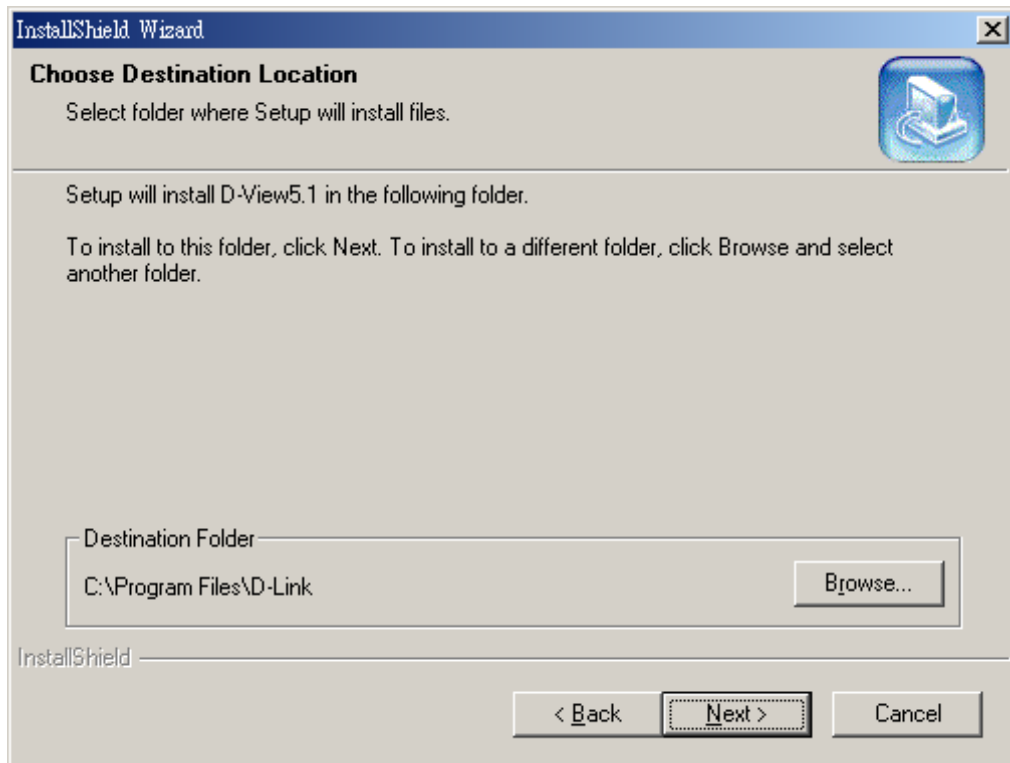 InstallShield Wizard
Choose Destination Location
Select folder where Setup will install files.
Setup will install D-View5.1 in the following folder.
To install to this folder, click Next. To install to a different folder, click Browse and select
another folder.
Destination Folder
C:\Program Files\D-Link
Browse...
InstallShield
< Back
Next >
Cancel